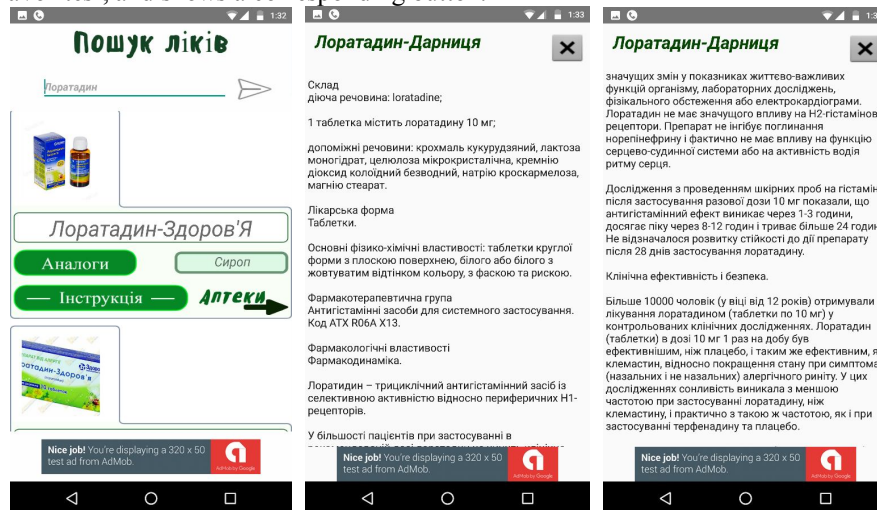 1:32
Пошук ліків
Лоратадин
Лоратадин-Здоров'Я
Аналоги
Сироп
Інструкція
Аптеки
Nice job! You're displaying a 320 x 50
test ad from AdMob.
AdMob by Google
1:33
Лоратадин-Дарниця
Склад
діюча речовина: loratadine;
1 таблетка містить лоратадину 10 мг;
допоміжні речовини: крохмаль кукурудзяний, лактоза
моногідрат, целюлоза мікрокристалічна, кремнію
діоксид колоїдний безводний, натрію кроскармелоза,
магнію стеарат.
Лікарська форма
Таблетки.
Основні фізико-хімічні властивості: таблетки круглої
форми з плоскою поверхнею, білого або білого з
жовтуватим відтінком кольору, з фаскою та рискою.
Фармакотерапевтична група
Антигістамінні засоби для системного застосування.
Код АТХ R06A X13.
Фармакологічні властивості
Фармакодинаміка.
Лоратидин – трициклічний антигістамінний засіб із
селективною активністю відносно периферичних H1-
рецепторів.
У більшості пацієнтів при застосуванні в
Nice job! You're displaying a 320 x 50
test ad from AdMob.
AdMob by Google
Лоратадин-Дарниця
значущих змін у показниках життєво-важливих
функцій організму, лабораторних досліджень,
фізикального обстеження або електрокардіограми.
Лоратадин не має значущого впливу на H2-гістамінов
рецептори. Препарат не інгібує поглинання
норепінефрину і фактично не має впливу на функцію
серцево-судинної системи або на активність водія
ритму серця.
Дослідження з проведенням шкірних проб на гістамін
після застосування разової дози 10 мг показали, що
антигістамінний ефект виникає через 1-3 години,
досягає піку через 8-12 годин і триває більше 24 годин
Не відзначалося розвитку стійкості до дії препарату
після 28 днів застосування лоратадину.
Клінічна ефективність і безпека.
Більше 10000 чоловік (у віці від 12 років) отримували
лікування лоратадином (таблетки по 10 мг) у
контрольованих клінічних дослідженнях. Лоратадин
(таблетки) в дозі 10 мг 1 раз на добу був
ефективнішим, ніж плацебо, і таким же ефективним, я
клемастин, відносно покращення стану при симптома
(назальних і не назальних) алергічного риніту. У цих
дослідженнях сонливість виникала з меншою
частотою при застосуванні лоратадину, ніж
клемастину, і практично з такою ж частотою, як і при
застосуванні терфенадину та плацебо.
Nice job! You're displaying a 320 x 50
test ad from AdMob.
AdMob by Google